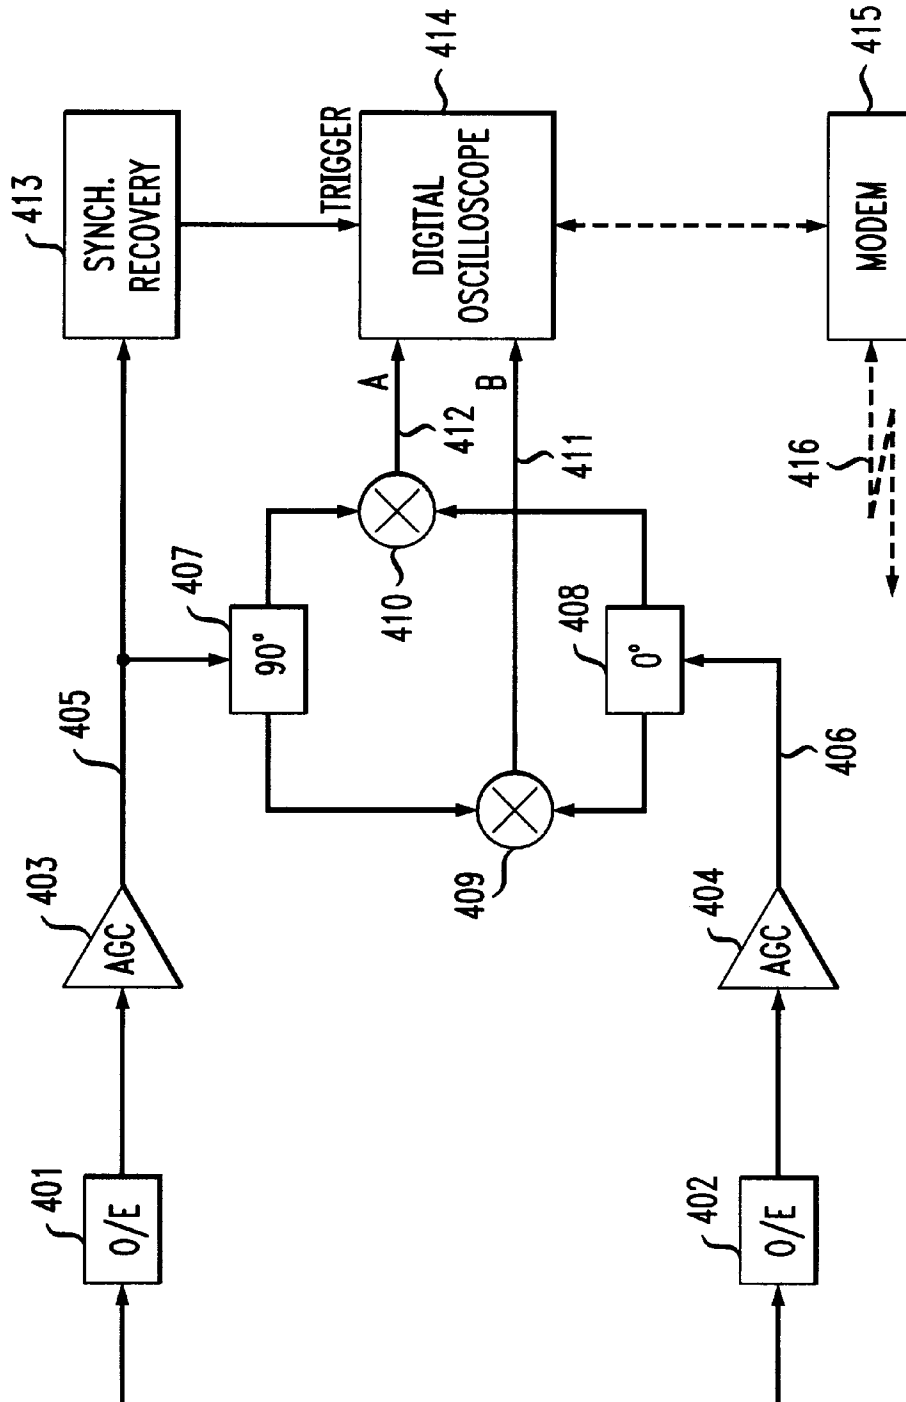 401
O/E
403
AGC
405
413
SYNCH.
RECOVERY
407
90°
TRIGGER
410
412
A
414
DIGITAL
OSCILLOSCOPE
409
411
B
408
0°
402
O/E
404
AGC
406
416
415
MODEM